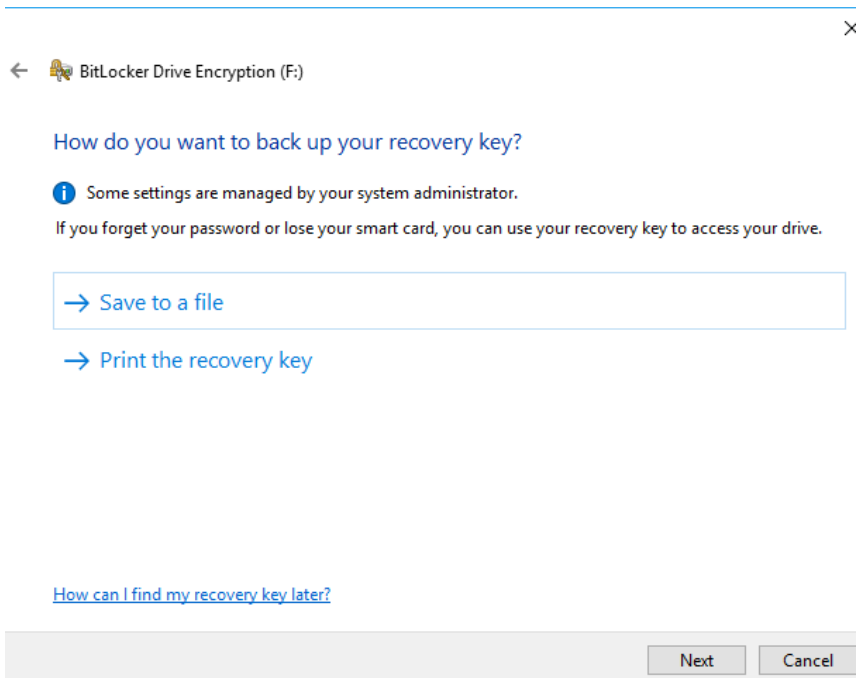 BitLocker Drive Encryption (F:)
How do you want to back up your recovery key?
Some settings are managed by your system administrator.
If you forget your password or lose your smart card, you can use your recovery key to access your drive.
Save to a file
Print the recovery key
How can I find my recovery key later?
Next Cancel